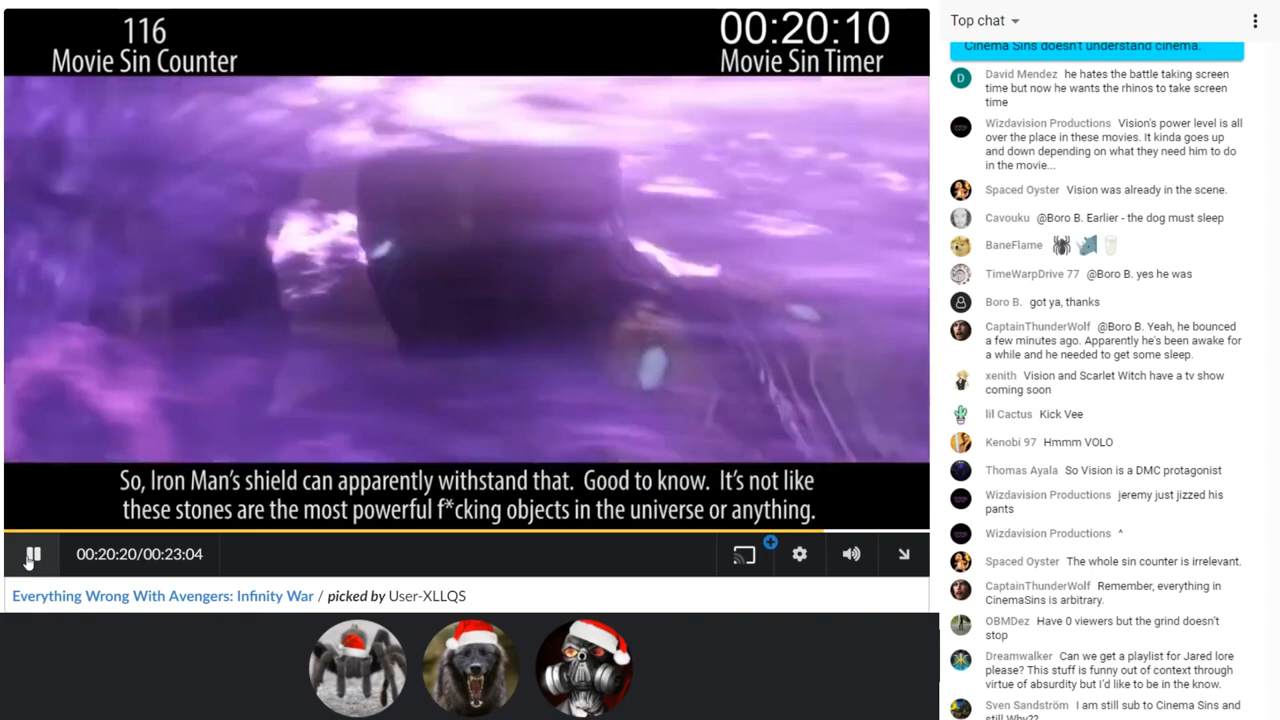 116
Movie Sin Counter
00:20:10
Movie Sin Timer
So, Iron Man's shield can apparently withstand that. Good to know. It's not like
these stones are the most powerful f*cking objects in the universe or anything.
00:20:20/00:23:04
Everything Wrong With Avengers: Infinity War / picked by User-XLLQS
Top chat
Cinema Sins doesn't understand cinema.
D
David Mendez he hates the battle taking screen
time but now he wants the rhinos to take screen
time
Wizdavision Productions Vision's power level is all
over the place in these movies. It kinda goes up
and down depending on what they need him to do
in the movie...
Spaced Oyster Vision was already in the scene.
Cavouku @Boro B. Earlier - the dog must sleep
BaneFlame
TimeWarpDrive 77 @Boro B. yes he was
Boro B. got ya, thanks
CaptainThunderWolf @Boro B. Yeah, he bounced
a few minutes ago. Apparently he's been awake for
a while and he needed to get some sleep.
xenith Vision and Scarlet Witch have a tv show
coming soon
lil Cactus Kick Vee
Kenobi 97 Hmmm VOLO
Thomas Ayala So Vision is a DMC protagonist
Wizdavision Productions jeremy just jizzed his
pants
Wizdavision Productions ^
Spaced Oyster The whole sin counter is irrelevant.
CaptainThunderWolf Remember, everything in
CinemaSins is arbitrary.
OBMDez Have 0 viewers but the grind doesn't
stop
Dreamwalker Can we get a playlist for Jared lore
please? This stuff is funny out of context through
virtue of absurdity but I'd like to be in the know.
Sven Sandström I am still sub to Cinema Sins and
still Why??